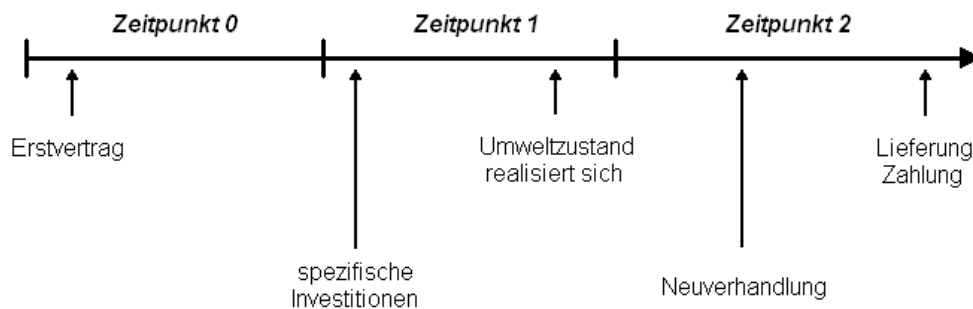 Zeitpunkt 0
Zeitpunkt 1
Zeitpunkt 2
Erstvertrag
Umweltzustand
realisiert sich
Lieferung
Zahlung
spezifische
Investitionen
Neuverhandlung